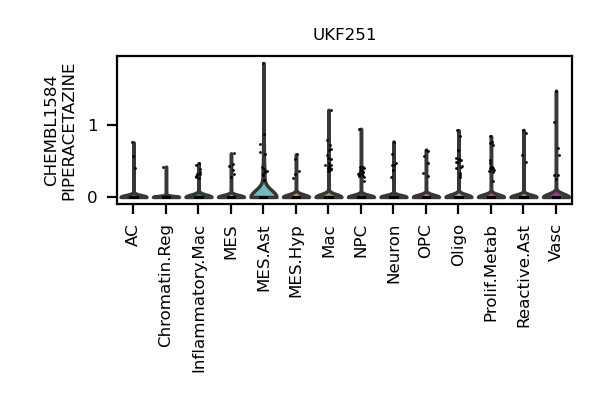 UKF251
CHEMBL1584
PIPERACETAZINE
1
0
AC
Chromatin.Reg
Inflammatory.Mac
MES
MES.Ast
MES.Hyp
Mac
NPC
Neuron
OPC
Oligo
Prolif.Metab
Reactive.Ast
Vasc